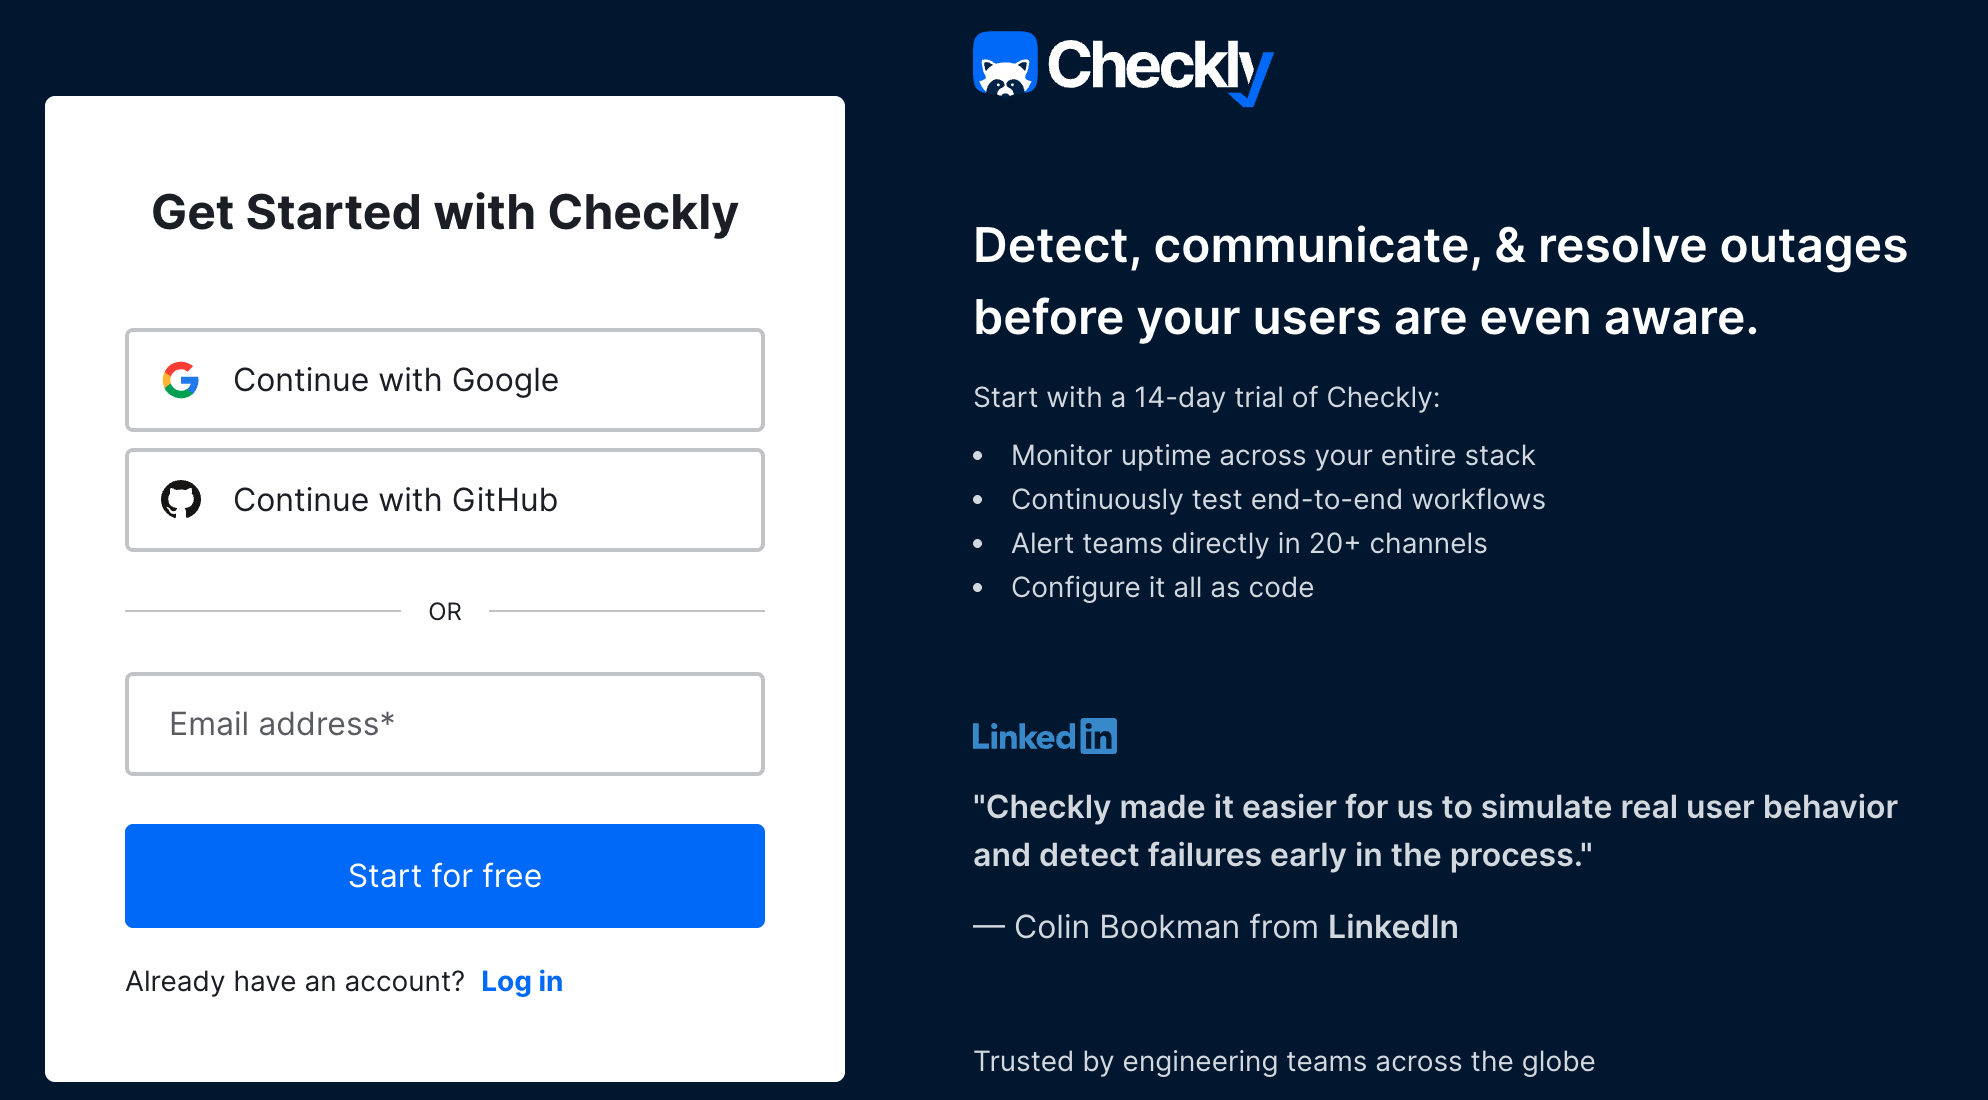 Get Started with Checkly
Continue with Google
Continue with GitHub
OR
Email address*
Start for free
Already have an account? Log in
Checkly
Detect, communicate, & resolve outages
before your users are even aware.
Start with a 14-day trial of Checkly:
• Monitor uptime across your entire stack
• Continuously test end-to-end workflows
• Alert teams directly in 20+ channels
• Configure it all as code
Linkedin
"Checkly made it easier for us to simulate real user behavior
and detect failures early in the process."
— Colin Bookman from LinkedIn
Trusted by engineering teams across the globe